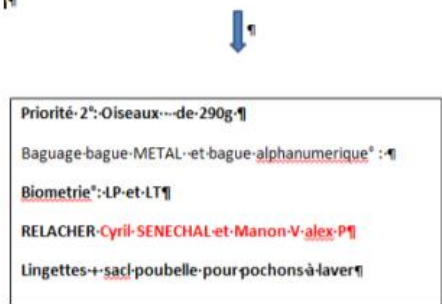 Priorité 2° : Oiseaux -- de 290g
Baguage bague METAL et bague alphanumerique° :
Biometrie° : LP et LT
RELACHER Cyril SENECHAL et Manon V alex P
Lingettes + sacl poubelle pour pochons à laver